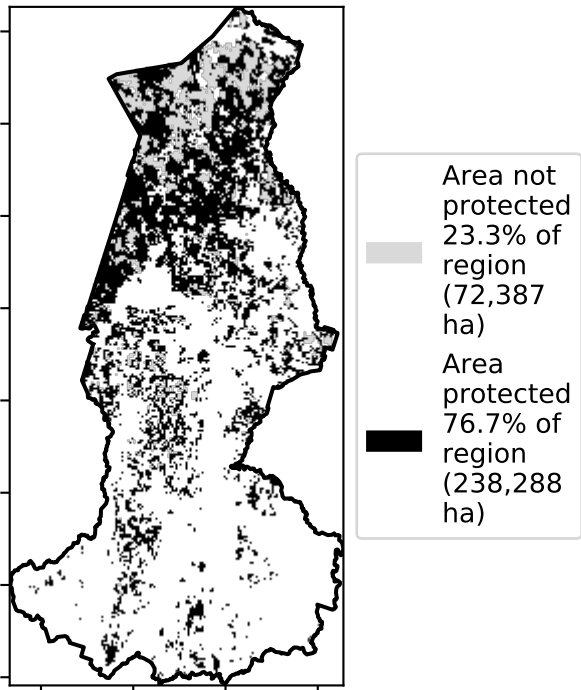 Area not
protected
23.3% of
region
(72,387
ha)
Area
protected
76.7% of
region
(238,288
ha)